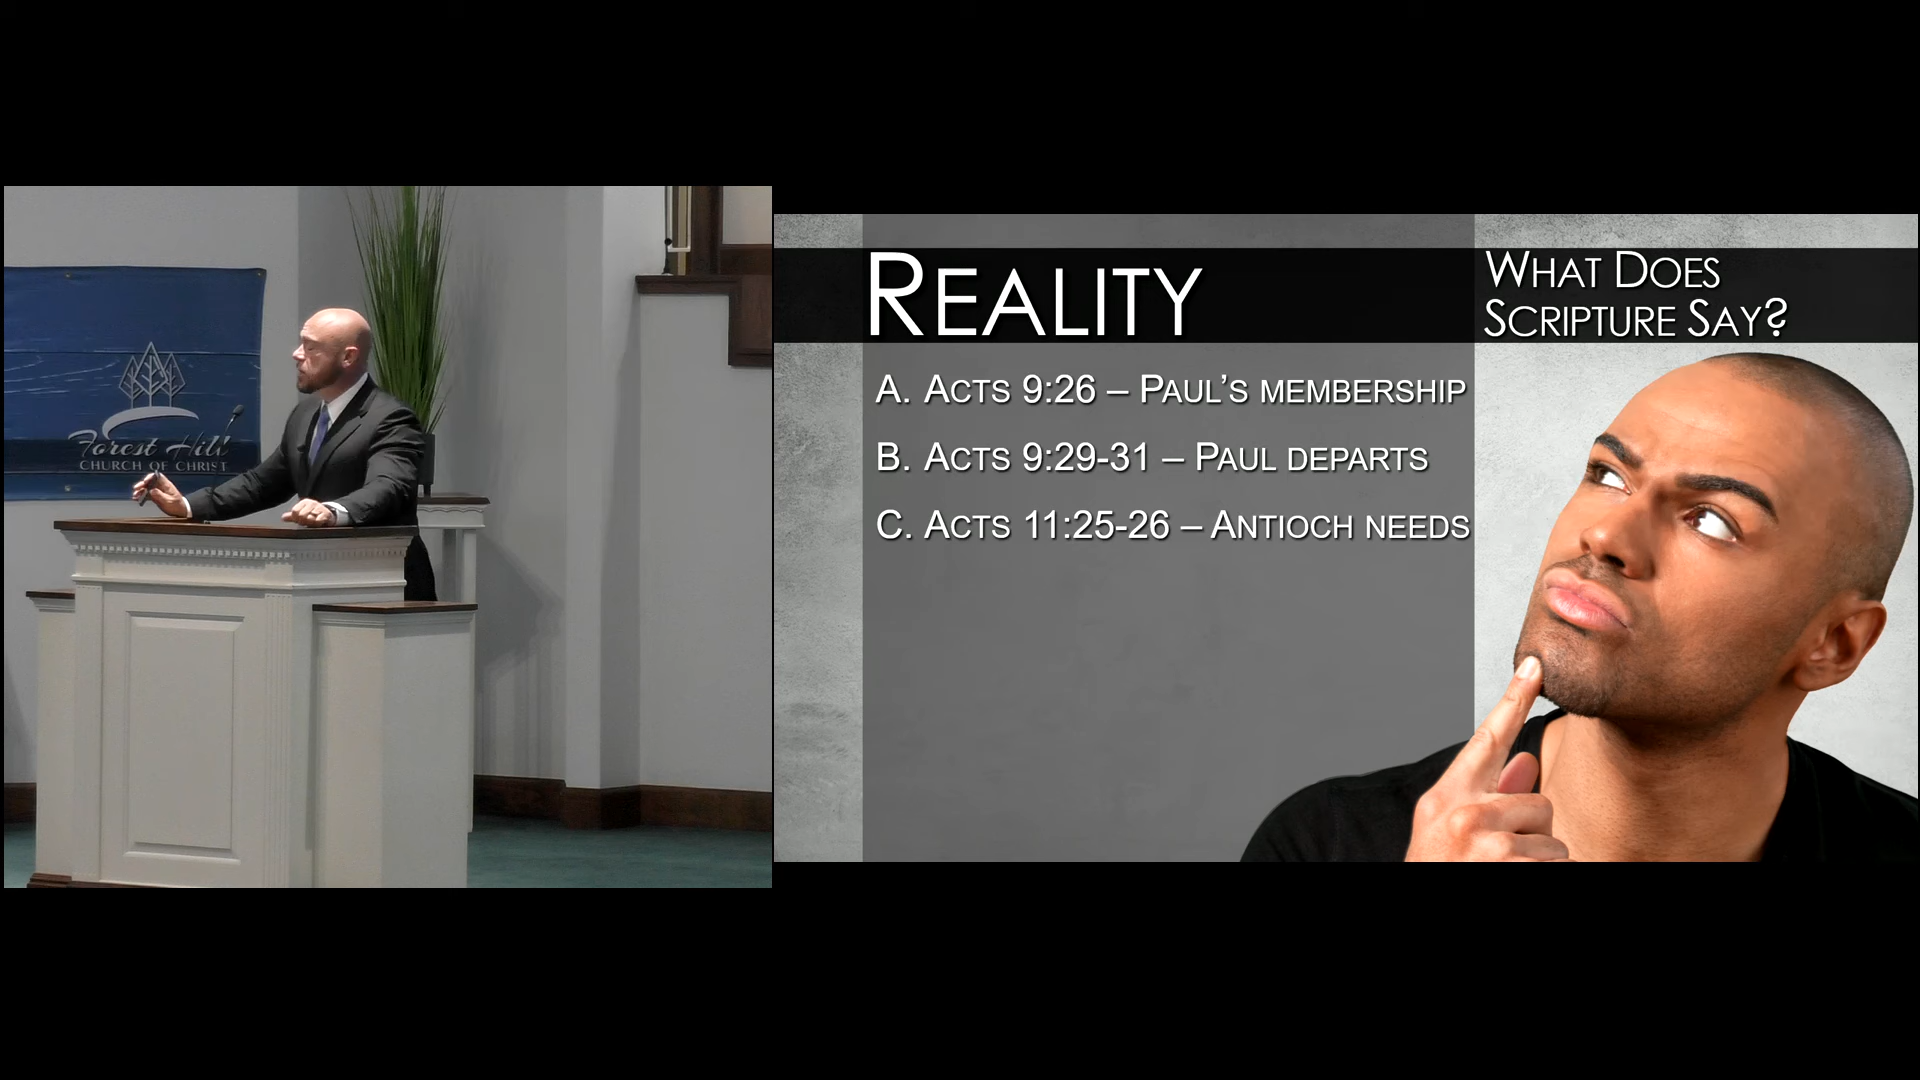 Forest Hill
CHURCH OF CHRIST
REALITY
WHAT DOES
SCRIPTURE SAY?
A. ACTS 9:26 – PAUL'S MEMBERSHIP
B. ACTS 9:29-31 – PAUL DEPARTS
C. ACTS 11:25-26 – ANTIOCH NEEDS